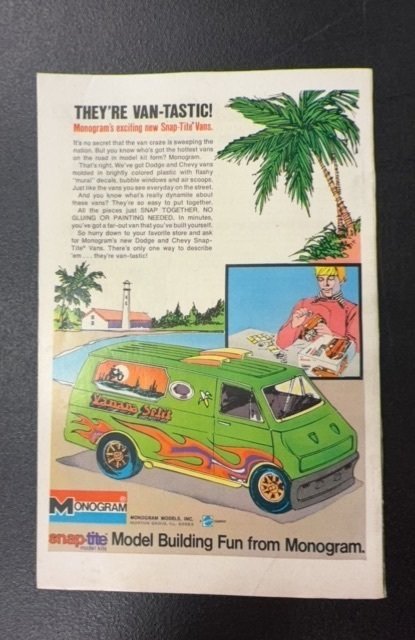 THEY'RE VAN-TASTIC!
Monogram's exciting new Snap-Tite® Vans.
It's no secret that the van craze is sweeping the
nation. But you know who's got the hottest vans
on the road in model kit form? Monogram.
That's right. We've got Dodge and Chevy vans
molded in brightly colored plastic with flashy
"mural" decals, bubble windows and air scoops.
Just like the vans you see everyday on the street.
And you know what's really dynamite about
these vans? They're so easy to put together.
All the pieces just SNAP TOGETHER, NO
GLUING OR PAINTING NEEDED. In minutes,
you've got a far-out van that you've built yourself.
So hurry down to your favorite store and ask
for Monogram's new Dodge and Chevy Snap-
Tite® Vans. There's only one way to describe
'em .... they're van-tastic!
MONOGRAM®
MONOGRAM MODELS, INC.
MORTON GROVE, ILL. 60053
snap-tite
model kits
Model Building Fun from Monogram.